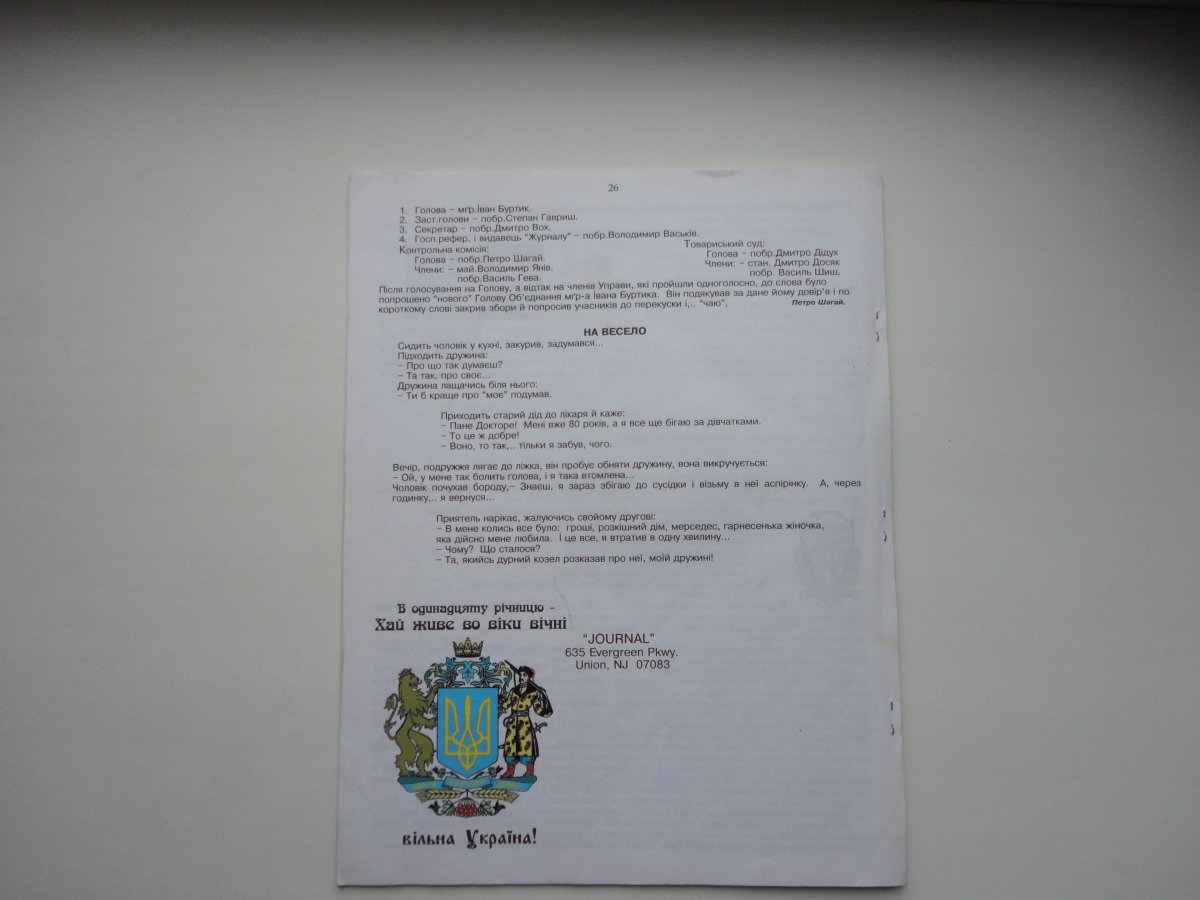 26
1. Голова – мґр.Іван Буртик.
2. Заст.голови – побр.Степан Гавриш.
3. Секретар – побр.Дмитро Вох.
4. Госп.рефер. і видавець "Журналу" – побр.Володимир Васьків.
Контрольна комісія:
Голова – побр.Петро Шагай.
Члени: – май.Володимир Янів.
побр.Василь Гева.
Товариський суд:
Голова – побр.Дмитро Дідух
Члени: – стан. Дмитро Досяк
побр. Василь Шиш.
Після голосування на Голову, а відтак на членів Управи, які пройшли одноголосно, до слова було
попрошено "нового" Голову Об'єднання мґр-а Івана Буртика. Він подякував за дане йому довір'я і по
короткому слові закрив збори й попросив учасників до перекуски і,.. "чаю",
Петро Шагай.
НА ВЕСЕЛО
Сидить чоловік у кухні, закурив, задумався...
Підходить дружина:
– Про що так думаєш?
– Та так, про своє...
Дружина лащачись біля нього:
– Ти б краще про "моє" подумав.
Приходить старий дід до лікаря й каже:
– Пане Докторе! Мені вже 80 років, а я все ще бігаю за дівчатками.
– То це ж добре!
– Воно, то так,.. тільки я забув, чого.
Вечір, подружжя лягає до ліжка, він пробує обняти дружину, вона викручується:
– Ой, у мене так болить голова, і я така втомлена...
Чоловік почухав бороду,– Знаєш, я зараз збігаю до сусідки і візьму в неї аспірінку. А, через
годинку,.. я вернуся...
Приятель нарікає, жалуючись свойому другові:
– В мене колись все було: гроші, розкішний дім, мерседес, гарнесенька жіночка,
яка дійсно мене любила. І це все, я втратив в одну хвилину...
– Чому? Що сталося?
– Та, якийсь дурний козел розказав про неї, моїй дружині!
В одинадцяту річницю -
Хай живе во віки вічні
"JOURNAL"
635 Evergreen Pkwy.
Union, NJ 07083
вільна Україна!